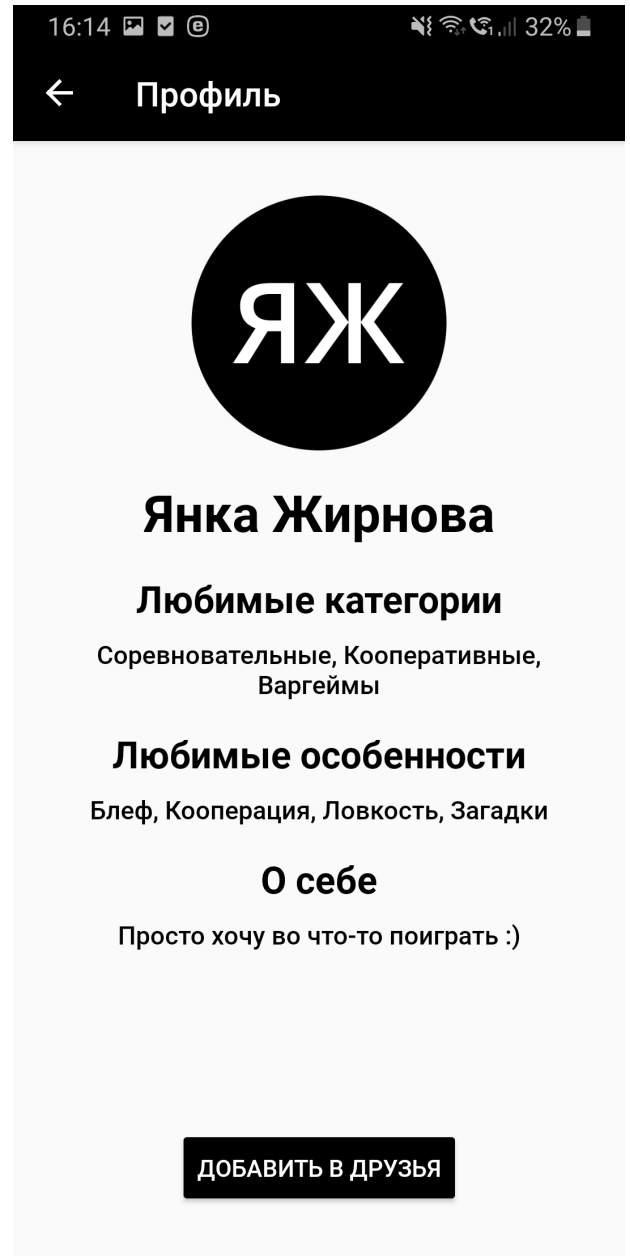 16:14 32%
Профиль
ЯЖ
Янка Жирнова
Любимые категории
Соревновательные, Кооперативные,
Варгеймы
Любимые особенности
Блеф, Кооперация, Ловкость, Загадки
О себе
Просто хочу во что-то поиграть :)
ДОБАВИТЬ В ДРУЗЬЯ